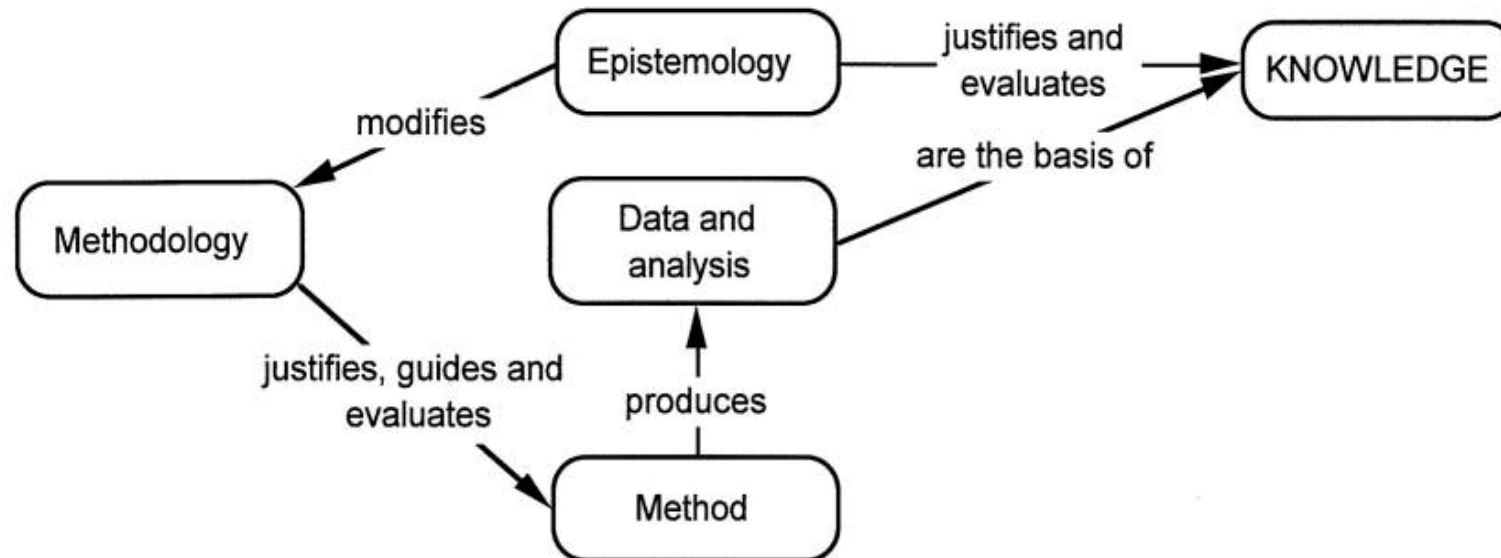 Epistemology
justifies and
evaluates
KNOWLEDGE
modifies
are the basis of
Methodology
Data and
analysis
justifies, guides and
evaluates
produces
Method